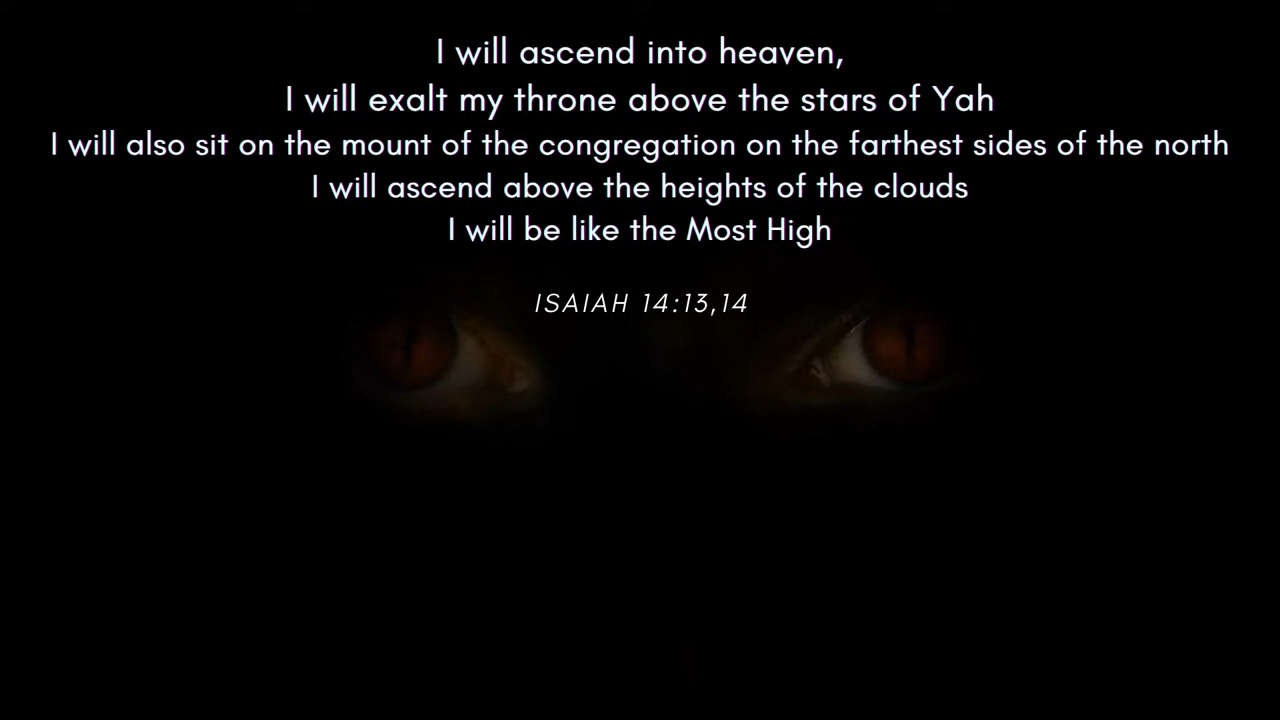 I will ascend into heaven,
I will exalt my throne above the stars of Yah
I will also sit on the mount of the congregation on the farthest sides of the north
I will ascend above the heights of the clouds
I will be like the Most High
ISAIAH 14:13,14